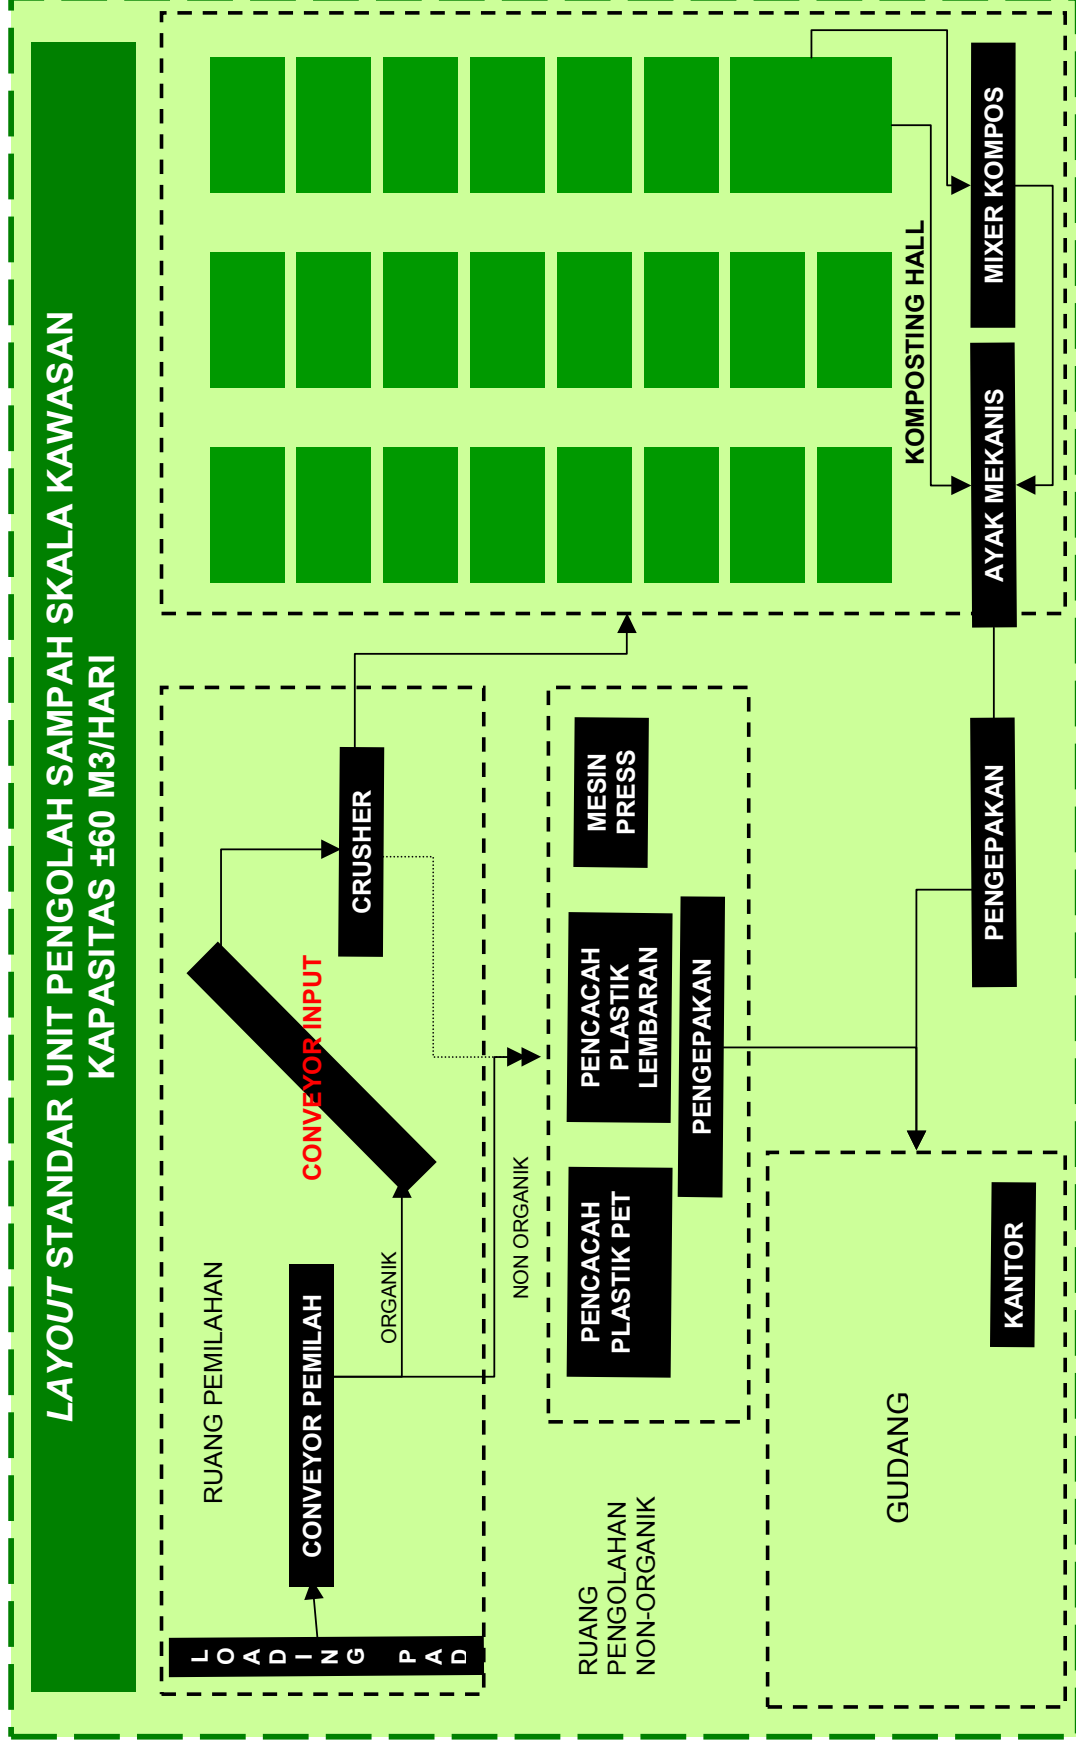 LAYOUT STANDAR UNIT PENGOLAH SAMPAH SKALA KAWASAN
KAPASITAS ±60 M3/HARI
RUANG PEMILAHAN
LOADING PAD
CONVEYOR PEMILAH
ORGANIK
CONVEYOR INPUT
CRUSHER
NON ORGANIK
RUANG
PENGOLAHAN
NON-ORGANIK
PENCACAH
PLASTIK PET
PENCACAH
PLASTIK
LEMBARAN
MESIN
PRESS
PENGEPAKAN
GUDANG
KANTOR
PENGEPAKAN
KOMPOSTING HALL
AYAK MEKANIS
MIXER KOMPOS